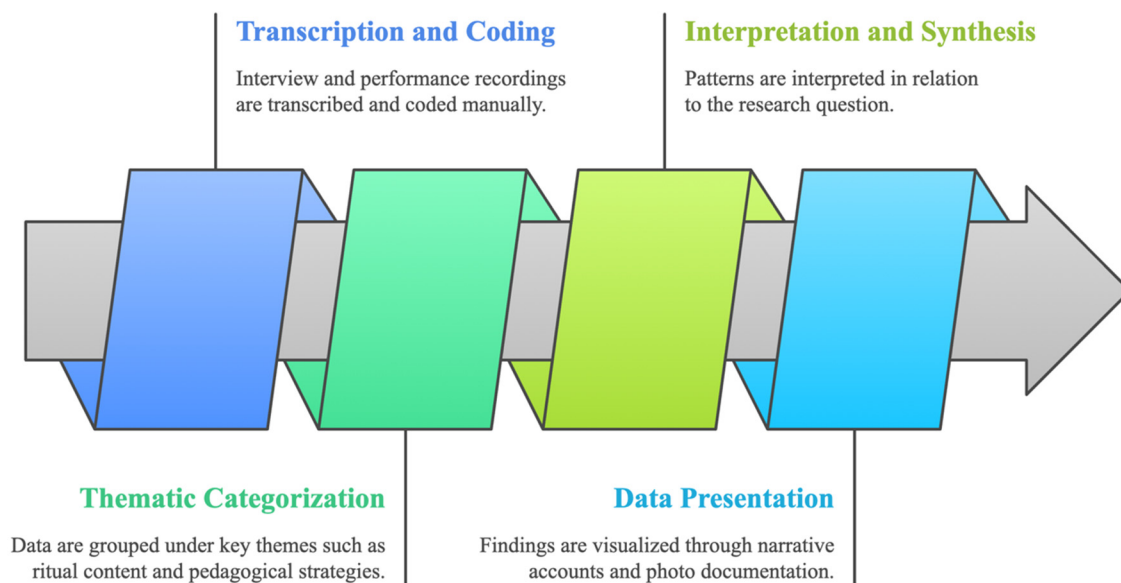 Transcription and Coding
Interview and performance recordings
are transcribed and coded manually.
Interpretation and Synthesis
Patterns are interpreted in relation
to the research question.
Thematic Categorization
Data are grouped under key themes such as
ritual content and pedagogical strategies.
Data Presentation
Findings are visualized through narrative
accounts and photo documentation.